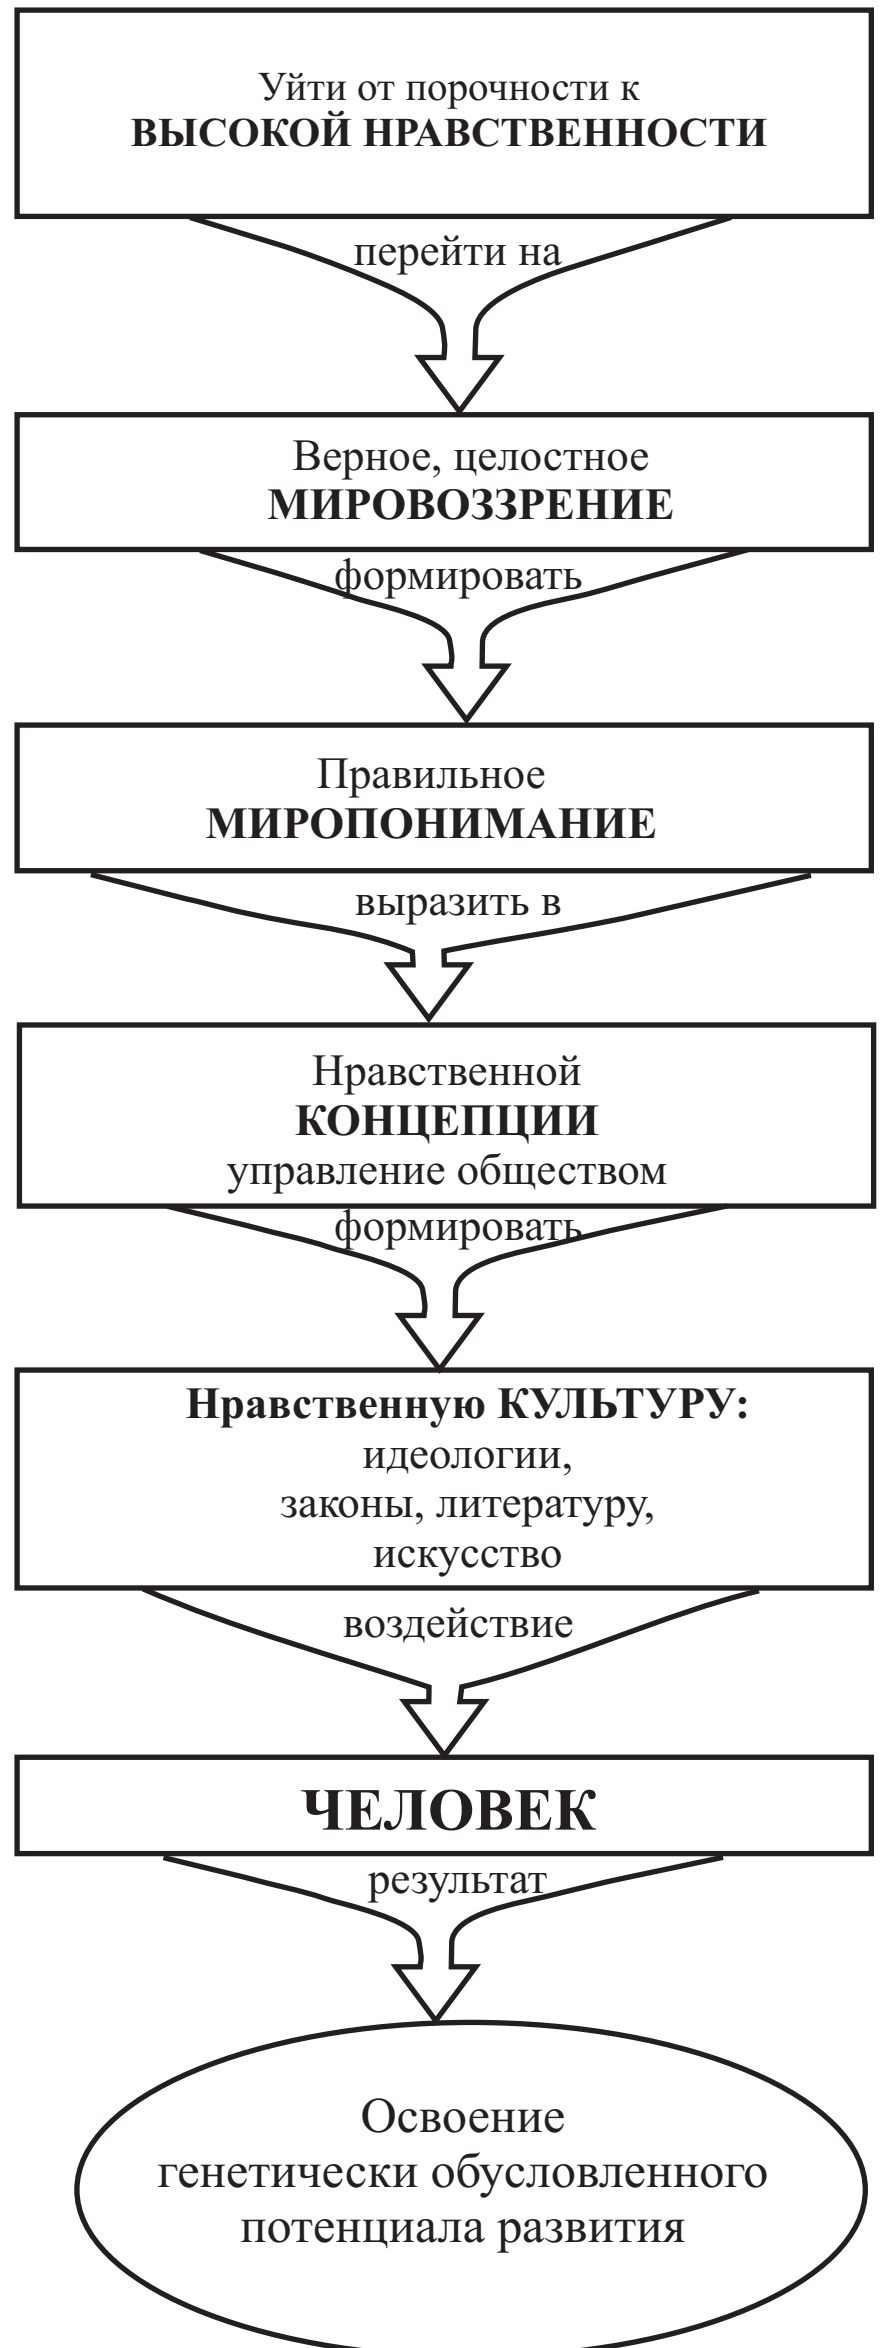 Уйти от порочности к
ВЫСОКОЙ НРАВСТВЕННОСТИ
перейти на
Верное, целостное
МИРОВОЗЗРЕНИЕ
формировать
Правильное
МИРОПОНИМАНИЕ
выразить в
Нравственной
КОНЦЕПЦИИ
управление обществом
формировать
Нравственную КУЛЬТУРУ:
идеологии,
законы, литературу,
искусство
воздействие
ЧЕЛОВЕК
результат
Освоение
генетически обусловленного
потенциала развития